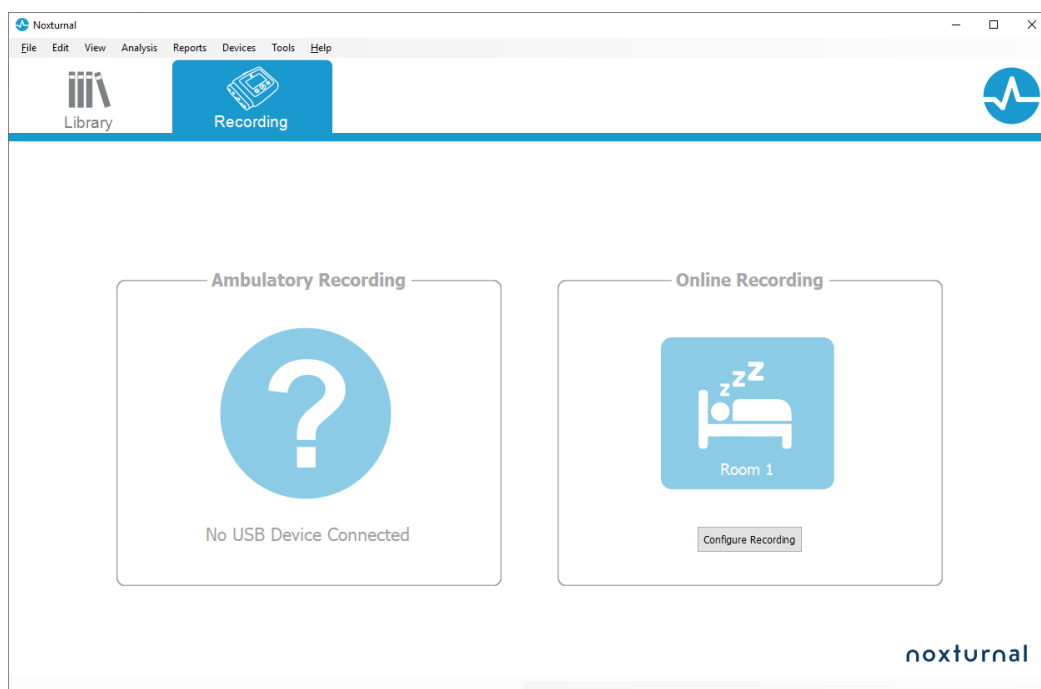 Noxturnal
File Edit View Analysis Reports Devices Tools Help
Library
Recording
Ambulatory Recording
?
No USB Device Connected
Online Recording
zzZ
Room 1
Configure Recording
noxturnal